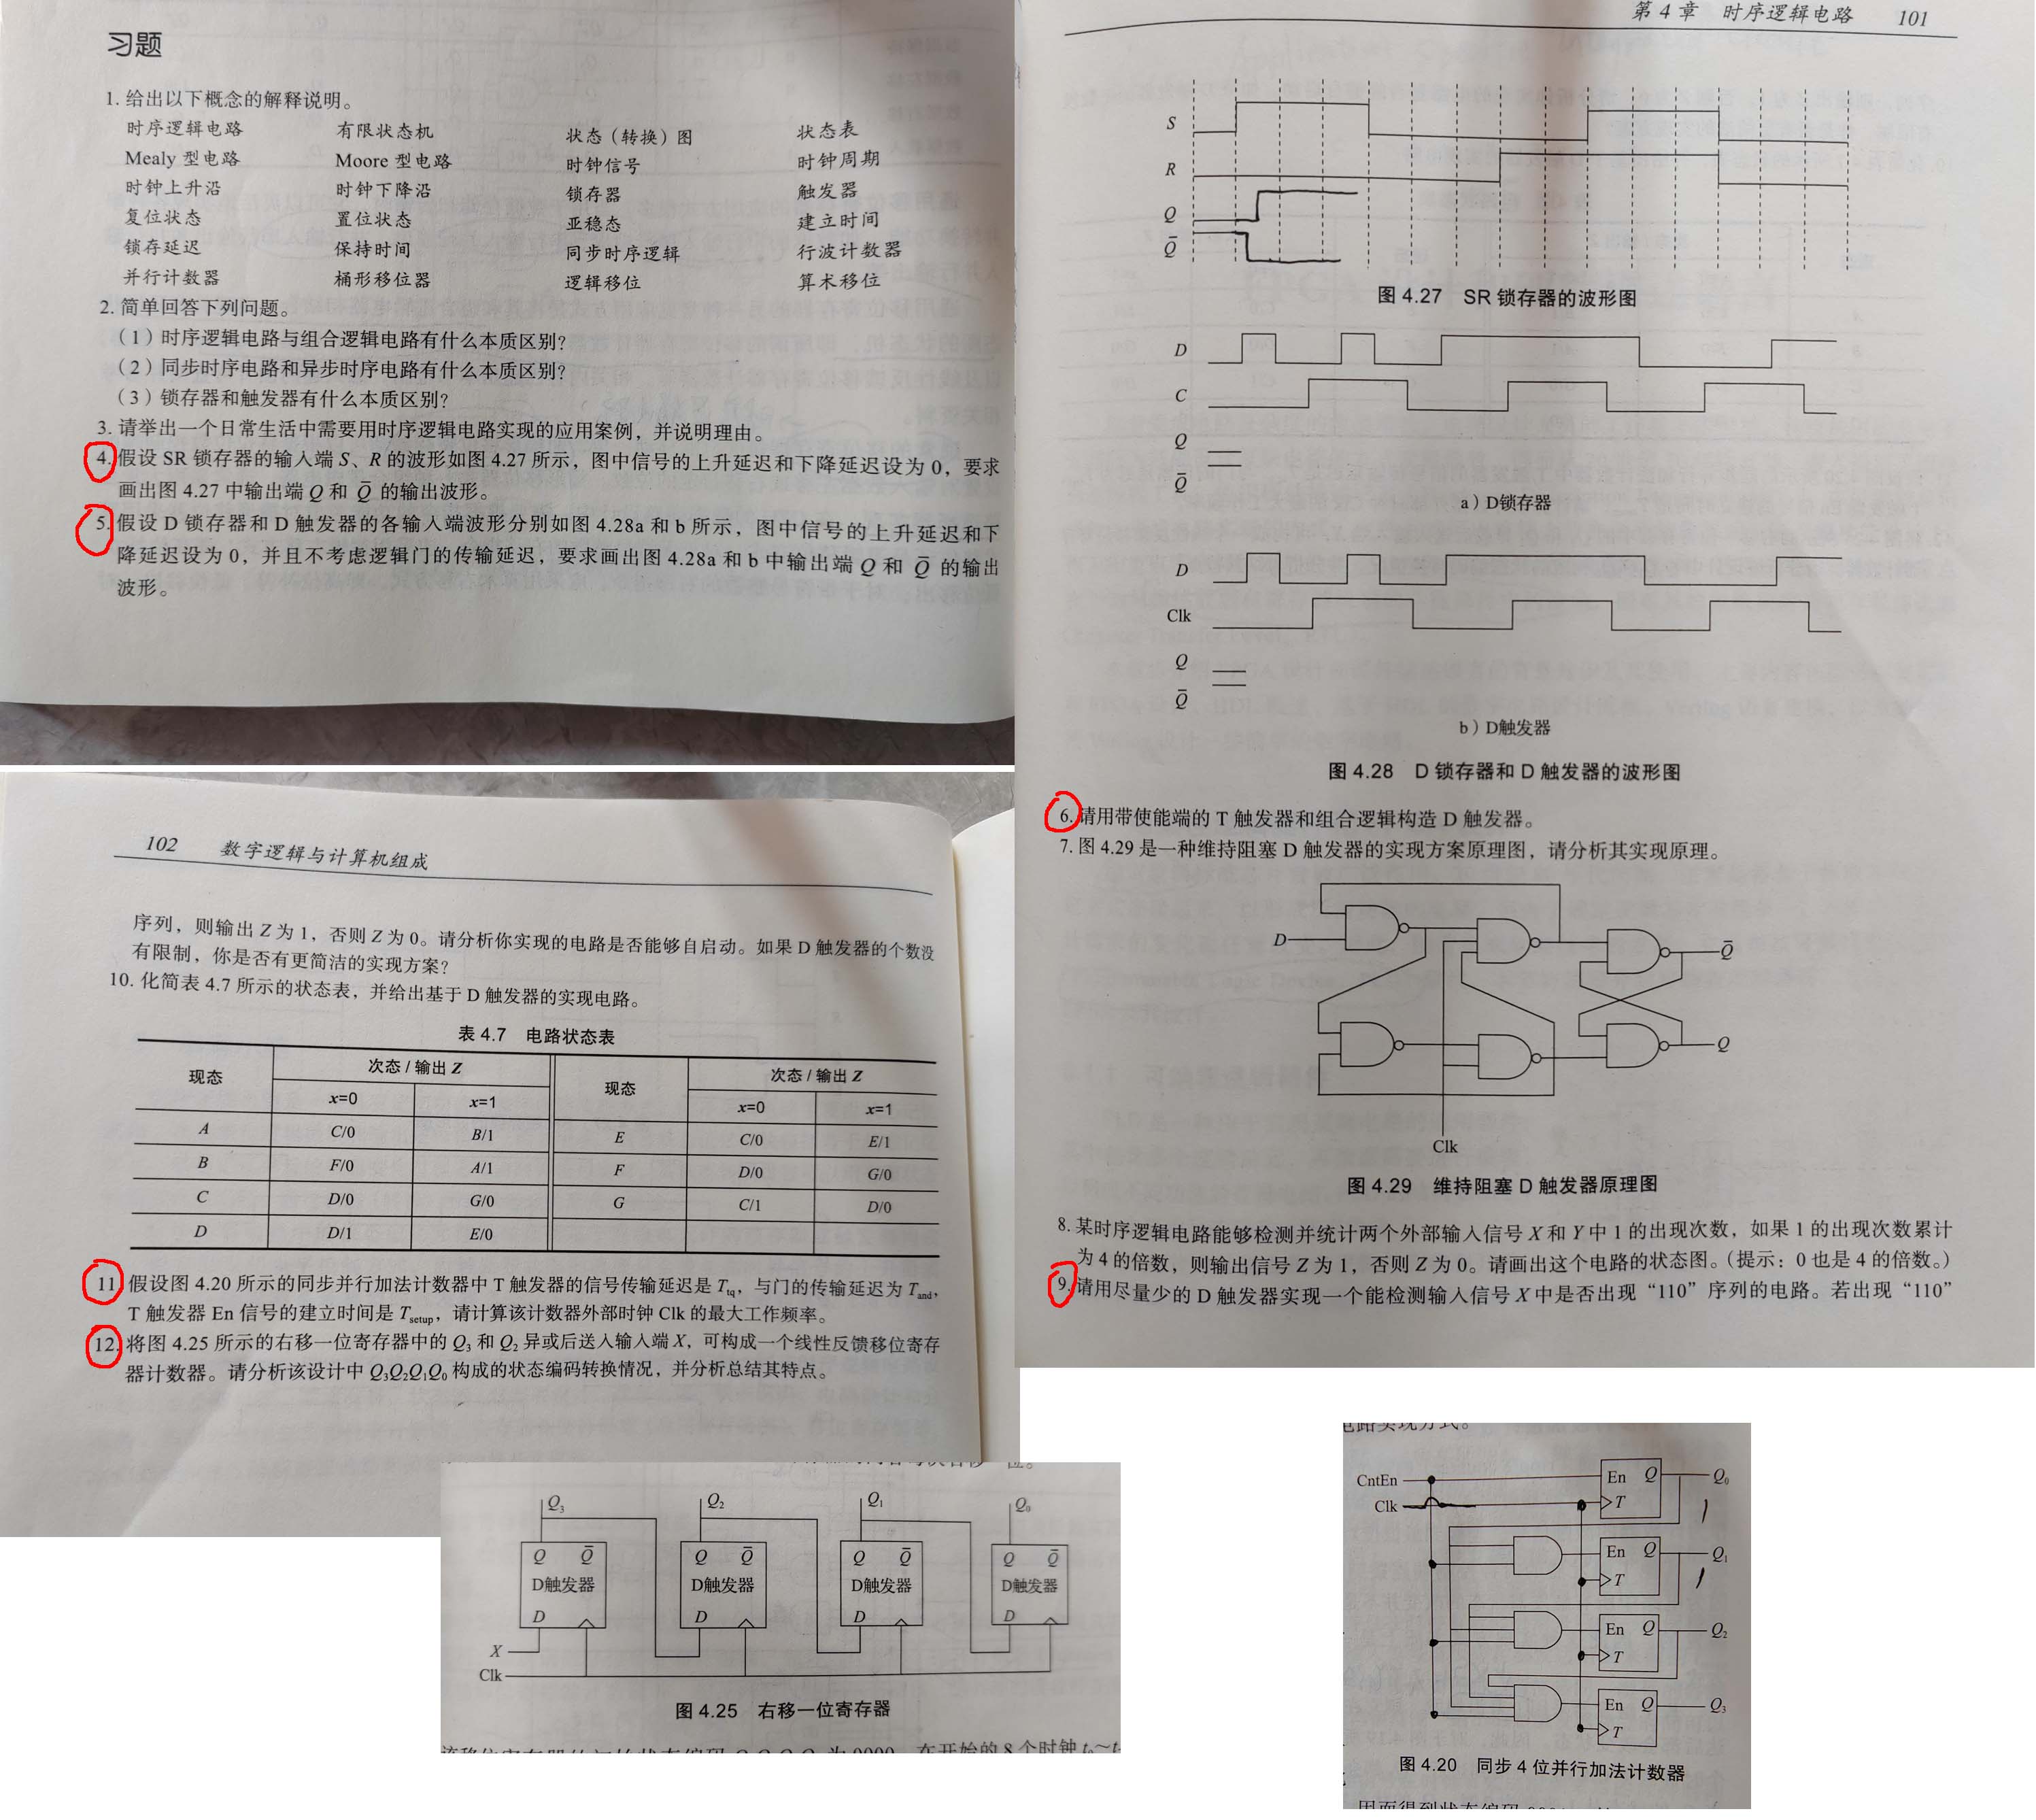 习题
1. 给出以下概念的解释说明。
时序逻辑电路 有限状态机 状态（转换）图 状态表
Mealy 型电路 Moore 型电路 时钟信号 时钟周期
时钟上升沿 时钟下降沿 锁存器 触发器
复位状态 置位状态 亚稳态 建立时间
锁存延迟 保持时间 同步时序逻辑 行波计数器
并行计数器 桶形移位器 逻辑移位 算术移位
2. 简单回答下列问题。
（1）时序逻辑电路与组合逻辑电路有什么本质区别？
（2）同步时序电路和异步时序电路有什么本质区别？
（3）锁存器和触发器有什么本质区别？
3. 请举出一个日常生活中需要用时序逻辑电路实现的应用案例，并说明理由。
4. 假设 SR 锁存器的输入端 S、R 的波形如图 4.27 所示，图中信号的上升延迟和下降延迟设为 0，要求
画出图 4.27 中输出端 Q 和 Q̄ 的输出波形。
5. 假设 D 锁存器和 D 触发器的各输入端波形分别如图 4.28a 和 b 所示，图中信号的上升延迟和下
降延迟设为 0，并且不考虑逻辑门的传输延迟，要求画出图 4.28a 和 b 中输出端 Q 和 Q̄ 的输出
波形。
第 4 章 时序逻辑电路 101
S
R
Q
Q̄
图 4.27 SR 锁存器的波形图
D
C
Q
Q̄
a）D锁存器
D
Clk
Q
Q̄
b）D触发器
图 4.28 D 锁存器和 D 触发器的波形图
6. 请用带使能端的 T 触发器和组合逻辑构造 D 触发器。
7. 图 4.29 是一种维持阻塞 D 触发器的实现方案原理图，请分析其实现原理。
D
Q̄
Q
Clk
图 4.29 维持阻塞 D 触发器原理图
8. 某时序逻辑电路能够检测并统计两个外部输入信号 X 和 Y 中 1 的出现次数，如果 1 的出现次数累计
为 4 的倍数，则输出信号 Z 为 1，否则 Z 为 0。请画出这个电路的状态图。（提示：0 也是 4 的倍数。）
9. 请用尽量少的 D 触发器实现一个能检测输入信号 X 中是否出现“110”序列的电路。若出现“110”
102 数字逻辑与计算机组成
序列，则输出 Z 为 1，否则 Z 为 0。请分析你实现的电路是否能够自启动。如果 D 触发器的个数没
有限制，你是否有更简洁的实现方案？
10. 化简表 4.7 所示的状态表，并给出基于 D 触发器的实现电路。
表 4.7 电路状态表
现态 次态 / 输出 Z 现态 次态 / 输出 Z
x=0 x=1 x=0 x=1
A C/0 B/1 E C/0 E/1
B F/0 A/1 F D/0 G/0
C D/0 G/0 G C/1 D/0
D D/1 E/0
11. 假设图 4.20 所示的同步并行加法计数器中 T 触发器的信号传输延迟是 Ttq，与门的传输延迟为 Tand，
T 触发器 En 信号的建立时间是 Tsetup，请计算该计数器外部时钟 Clk 的最大工作频率。
12. 将图 4.25 所示的右移一位寄存器中的 Q₃ 和 Q₂ 异或后送入输入端 X，可构成一个线性反馈移位寄存
器计数器。请分析该设计中 Q₃Q₂Q₁Q₀ 构成的状态编码转换情况，并分析总结其特点。
Q₃ Q₂ Q₁ Q₀
Q Q̄ Q Q̄ Q Q̄ Q Q̄
D触发器 D触发器 D触发器 D触发器
D D D D
X
Clk
图 4.25 右移一位寄存器
电路实现方式。
CntEn En Q Q₀
Clk T
1
En Q Q₁
T
1
En Q Q₂
T
En Q Q₃
T
图 4.20 同步 4 位并行加法计数器